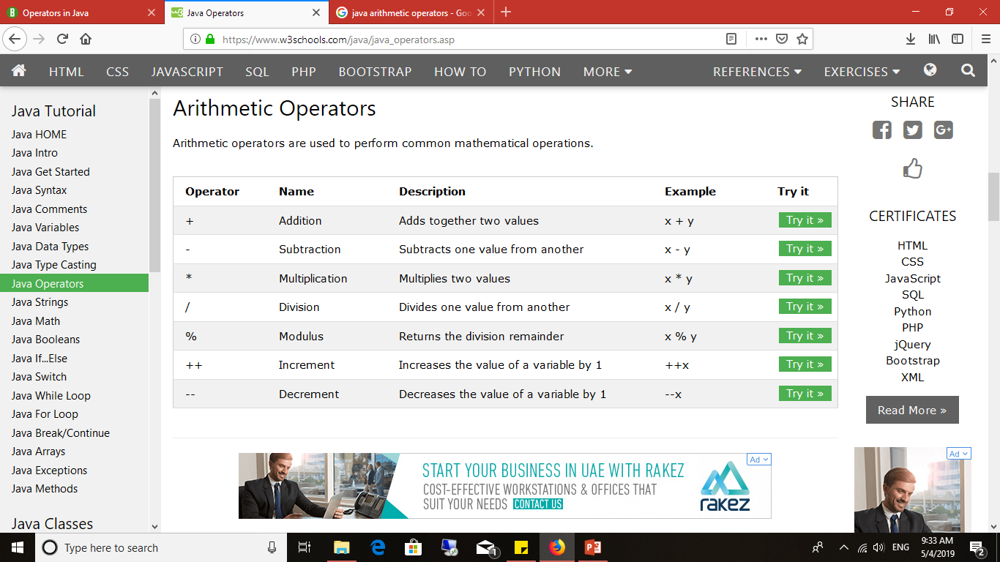 Operators in Java
Java Operators
java arithmetic operators - Goo
https://www.w3schools.com/java/java_operators.asp
HTML CSS JAVASCRIPT SQL PHP BOOTSTRAP HOW TO PYTHON MORE REFERENCES EXERCISES
Java Tutorial
Java HOME
Java Intro
Java Get Started
Java Syntax
Java Comments
Java Variables
Java Data Types
Java Type Casting
Java Operators
Java Strings
Java Math
Java Booleans
Java If...Else
Java Switch
Java While Loop
Java For Loop
Java Break/Continue
Java Arrays
Java Exceptions
Java Methods
Java Classes
Arithmetic Operators
Arithmetic operators are used to perform common mathematical operations.
Operator Name Description Example Try it
+ Addition Adds together two values x + y Try it »
- Subtraction Subtracts one value from another x - y Try it »
* Multiplication Multiplies two values x * y Try it »
/ Division Divides one value from another x / y Try it »
% Modulus Returns the division remainder x % y Try it »
++ Increment Increases the value of a variable by 1 ++x Try it »
-- Decrement Decreases the value of a variable by 1 --x Try it »
START YOUR BUSINESS IN UAE WITH RAKEZ
COST-EFFECTIVE WORKSTATIONS & OFFICES THAT
SUIT YOUR NEEDS CONTACT US
rakez
Ad
SHARE
CERTIFICATES
HTML
CSS
JavaScript
SQL
Python
PHP
jQuery
Bootstrap
XML
Read More »
Ad
Type here to search
1
ENG
9:33 AM
5/4/2019
2